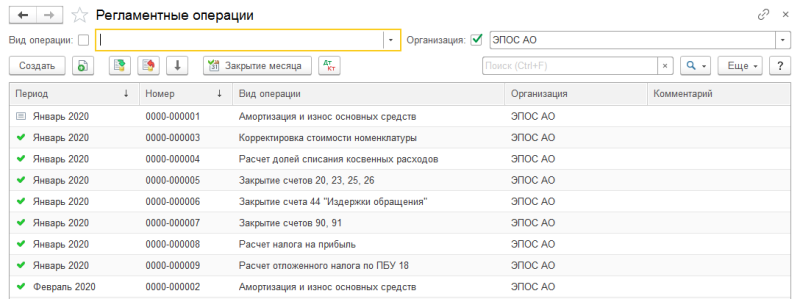 Регламентные операции
Вид операции: Организация: ЭПОС АО
Создать Закрытие месяца Дт Кт Поиск (Ctrl+F) × Еще ?
Период Номер Вид операции Организация Комментарий
Январь 2020 0000-000001 Амортизация и износ основных средств ЭПОС АО
Январь 2020 0000-000003 Корректировка стоимости номенклатуры ЭПОС АО
Январь 2020 0000-000004 Расчет долей списания косвенных расходов ЭПОС АО
Январь 2020 0000-000005 Закрытие счетов 20, 23, 25, 26 ЭПОС АО
Январь 2020 0000-000006 Закрытие счета 44 "Издержки обращения" ЭПОС АО
Январь 2020 0000-000007 Закрытие счетов 90, 91 ЭПОС АО
Январь 2020 0000-000008 Расчет налога на прибыль ЭПОС АО
Январь 2020 0000-000009 Расчет отложенного налога по ПБУ 18 ЭПОС АО
Февраль 2020 0000-000002 Амортизация и износ основных средств ЭПОС АО